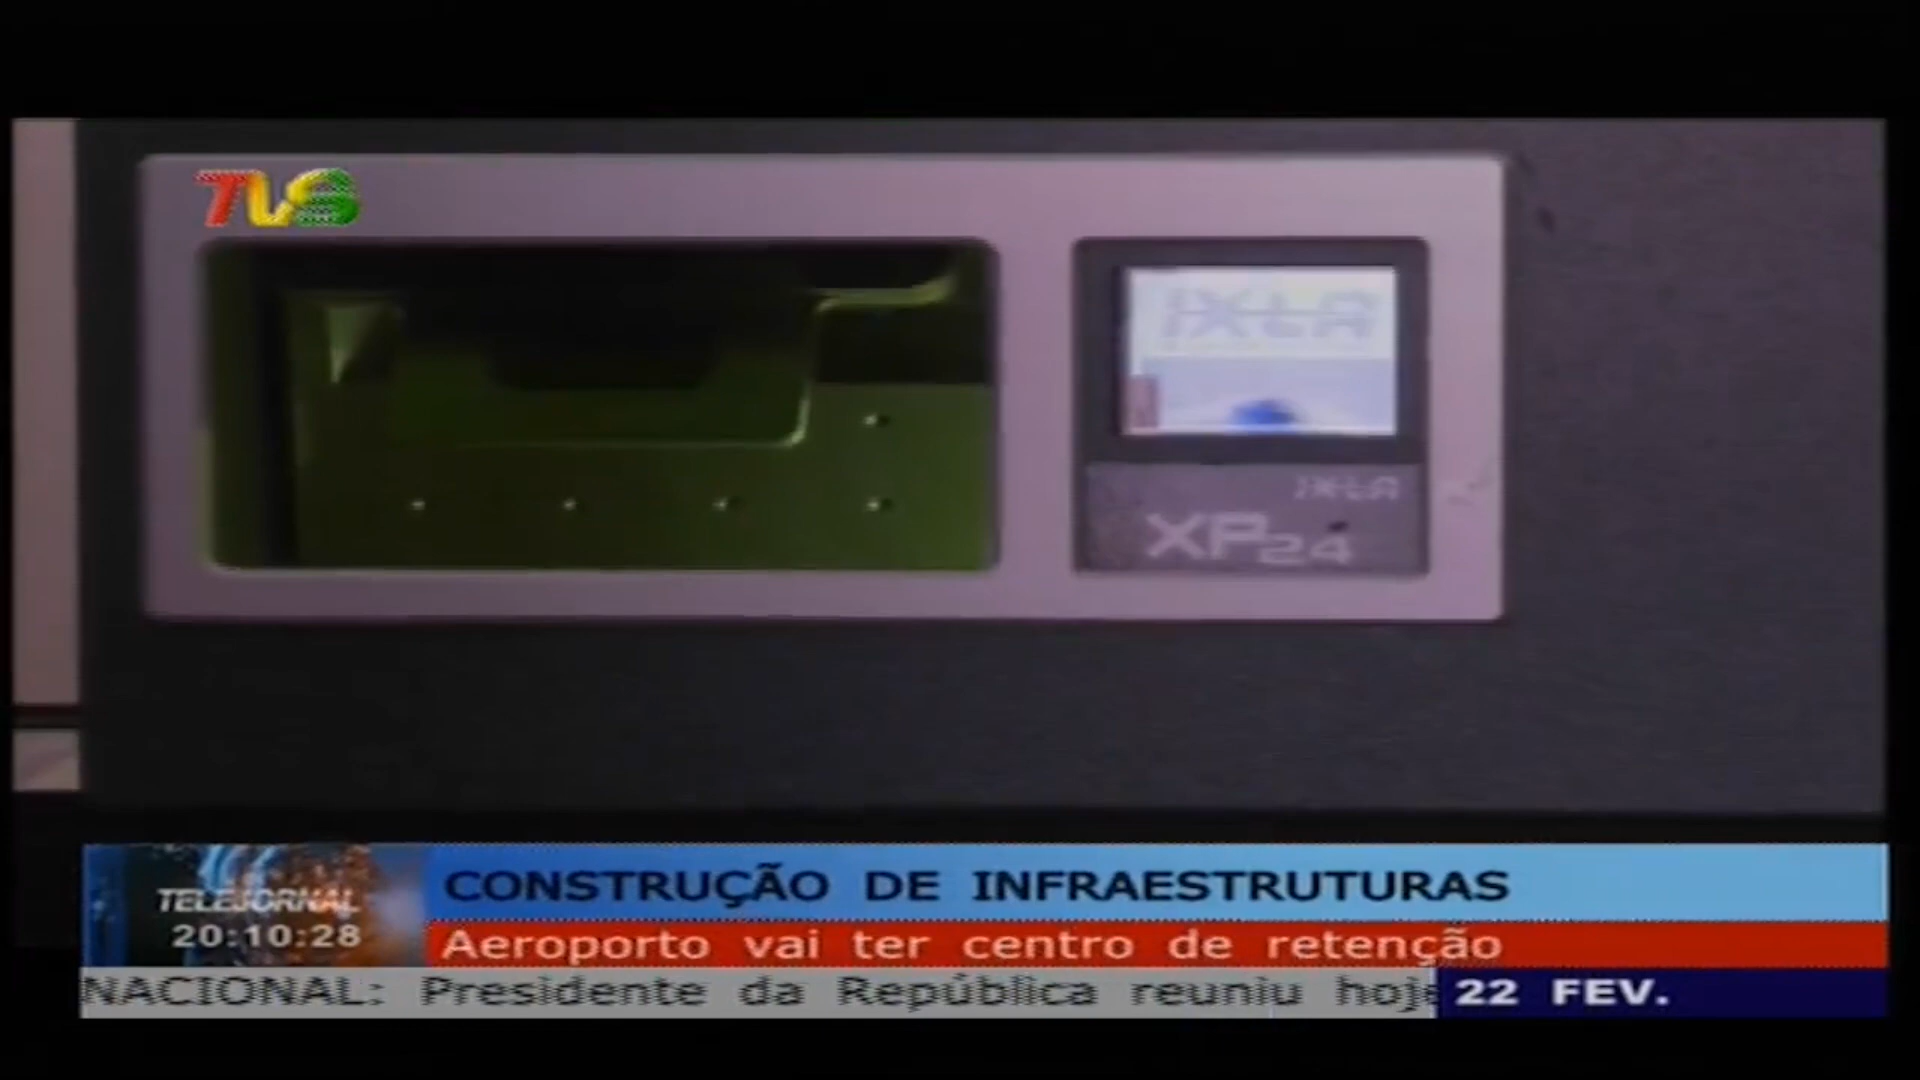 TVS
IXLA
IXLA
XP24
CONSTRUÇÃO DE INFRAESTRUTURAS
TELEJORNAL
20:10:28
Aeroporto vai ter centro de retenção
NACIONAL: Presidente da República reuniu hoje
22 FEV.